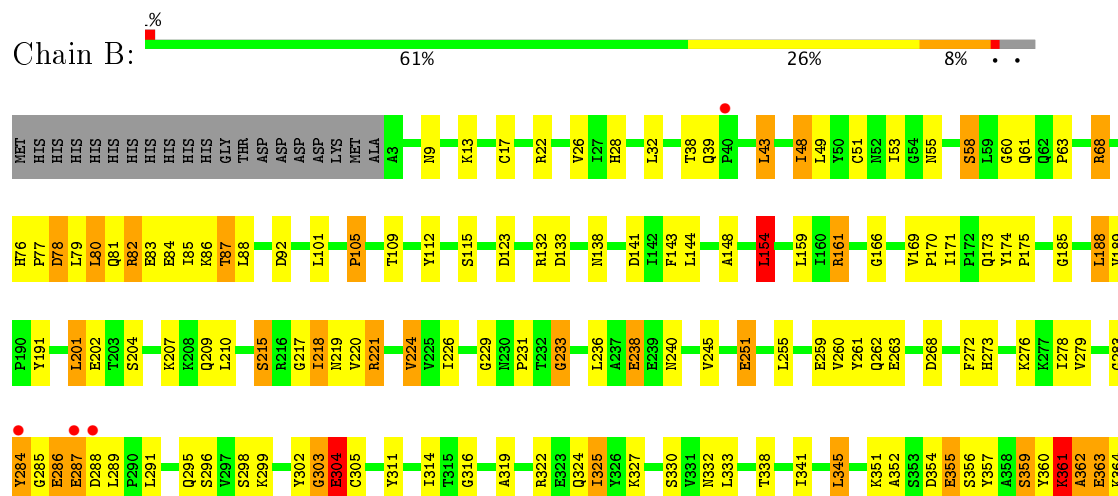 .%
Chain B:
61% 26% 8% • •
MET HIS HIS HIS HIS HIS HIS HIS HIS HIS HIS GLY THR ASP ASP ASP ASP LYS MET ALA A3 N9 K13 C17 R22 V26 I27 H28 L32 T38 Q39 P40 L43 I48 L49 Y50 C51 N52 I53 G54 N55 S58 L59 G60 Q61 Q62 P63 R68
H76 P77 D78 L79 L80 Q81 R82 E83 E84 I85 K86 T87 L88 D92 L101 P105 T109 Y112 S115 D123 R132 D133 N138 D141 I142 F143 L144 A148 L154 L159 I160 R161 G166 V169 P170 I171 P172 Q173 Y174 P175 G185 L188 V189
P190 Y191 L201 E202 T203 S204 K207 K208 Q209 L210 S215 R216 G217 I218 N219 V220 R221 V224 V225 I226 G229 N230 P231 T232 G233 L236 A237 E238 E239 N240 V245 E251 L255 E259 V260 Y261 Q262 E263 D268 F272 H273 K276 K277 I278 V279
Y284 G285 E286 E287 D288 L289 P290 L291 Q295 S296 V297 S298 K299 Y302 G303 E304 C305 Y311 I314 T315 G316 A319 R322 E323 Q324 I325 Y326 K327 S330 V331 N332 L333 T338 I341 L345 K351 A352 S353 D354 E355 S356 Y357 A358 S359 Y360 K361 A362 E363 K364